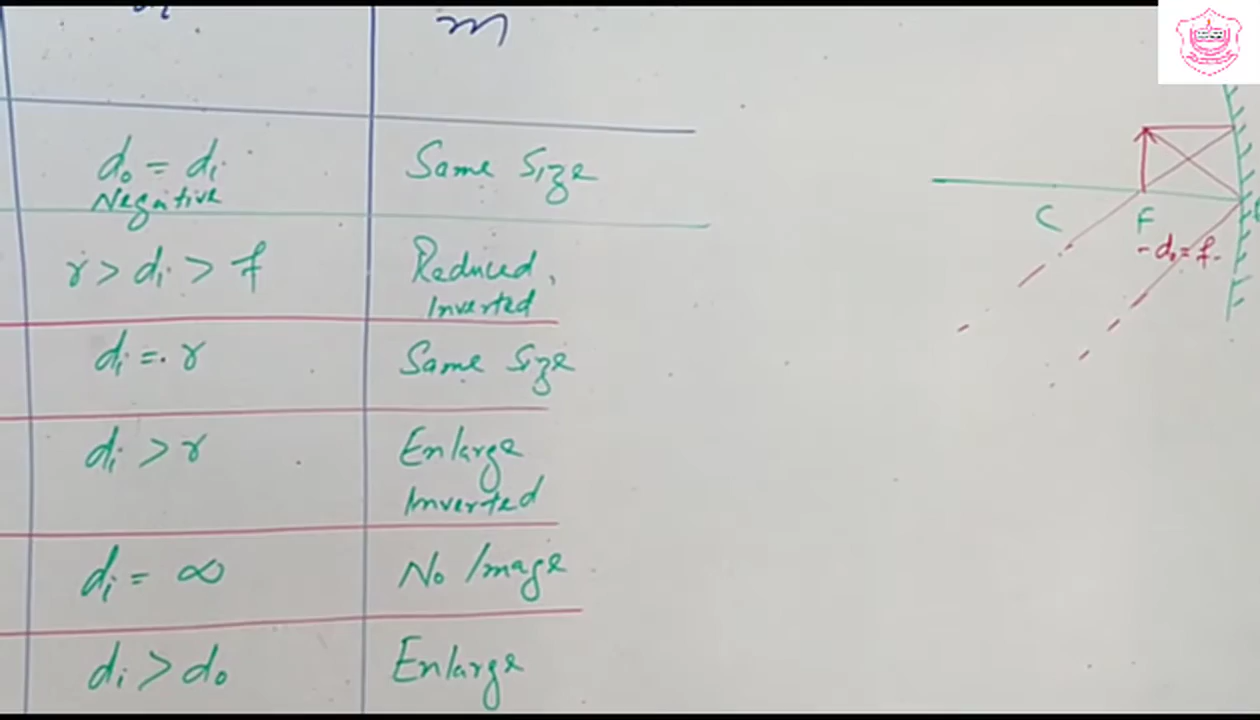 m
d₀ = dᵢ
Negative
Same Size
r > dᵢ > f
Reduced,
Inverted
dᵢ = r
Same Size
dᵢ > r
Enlarge
Inverted
dᵢ = ∞
No Image
dᵢ > d₀
Enlarge
C F
- d₀ = f -